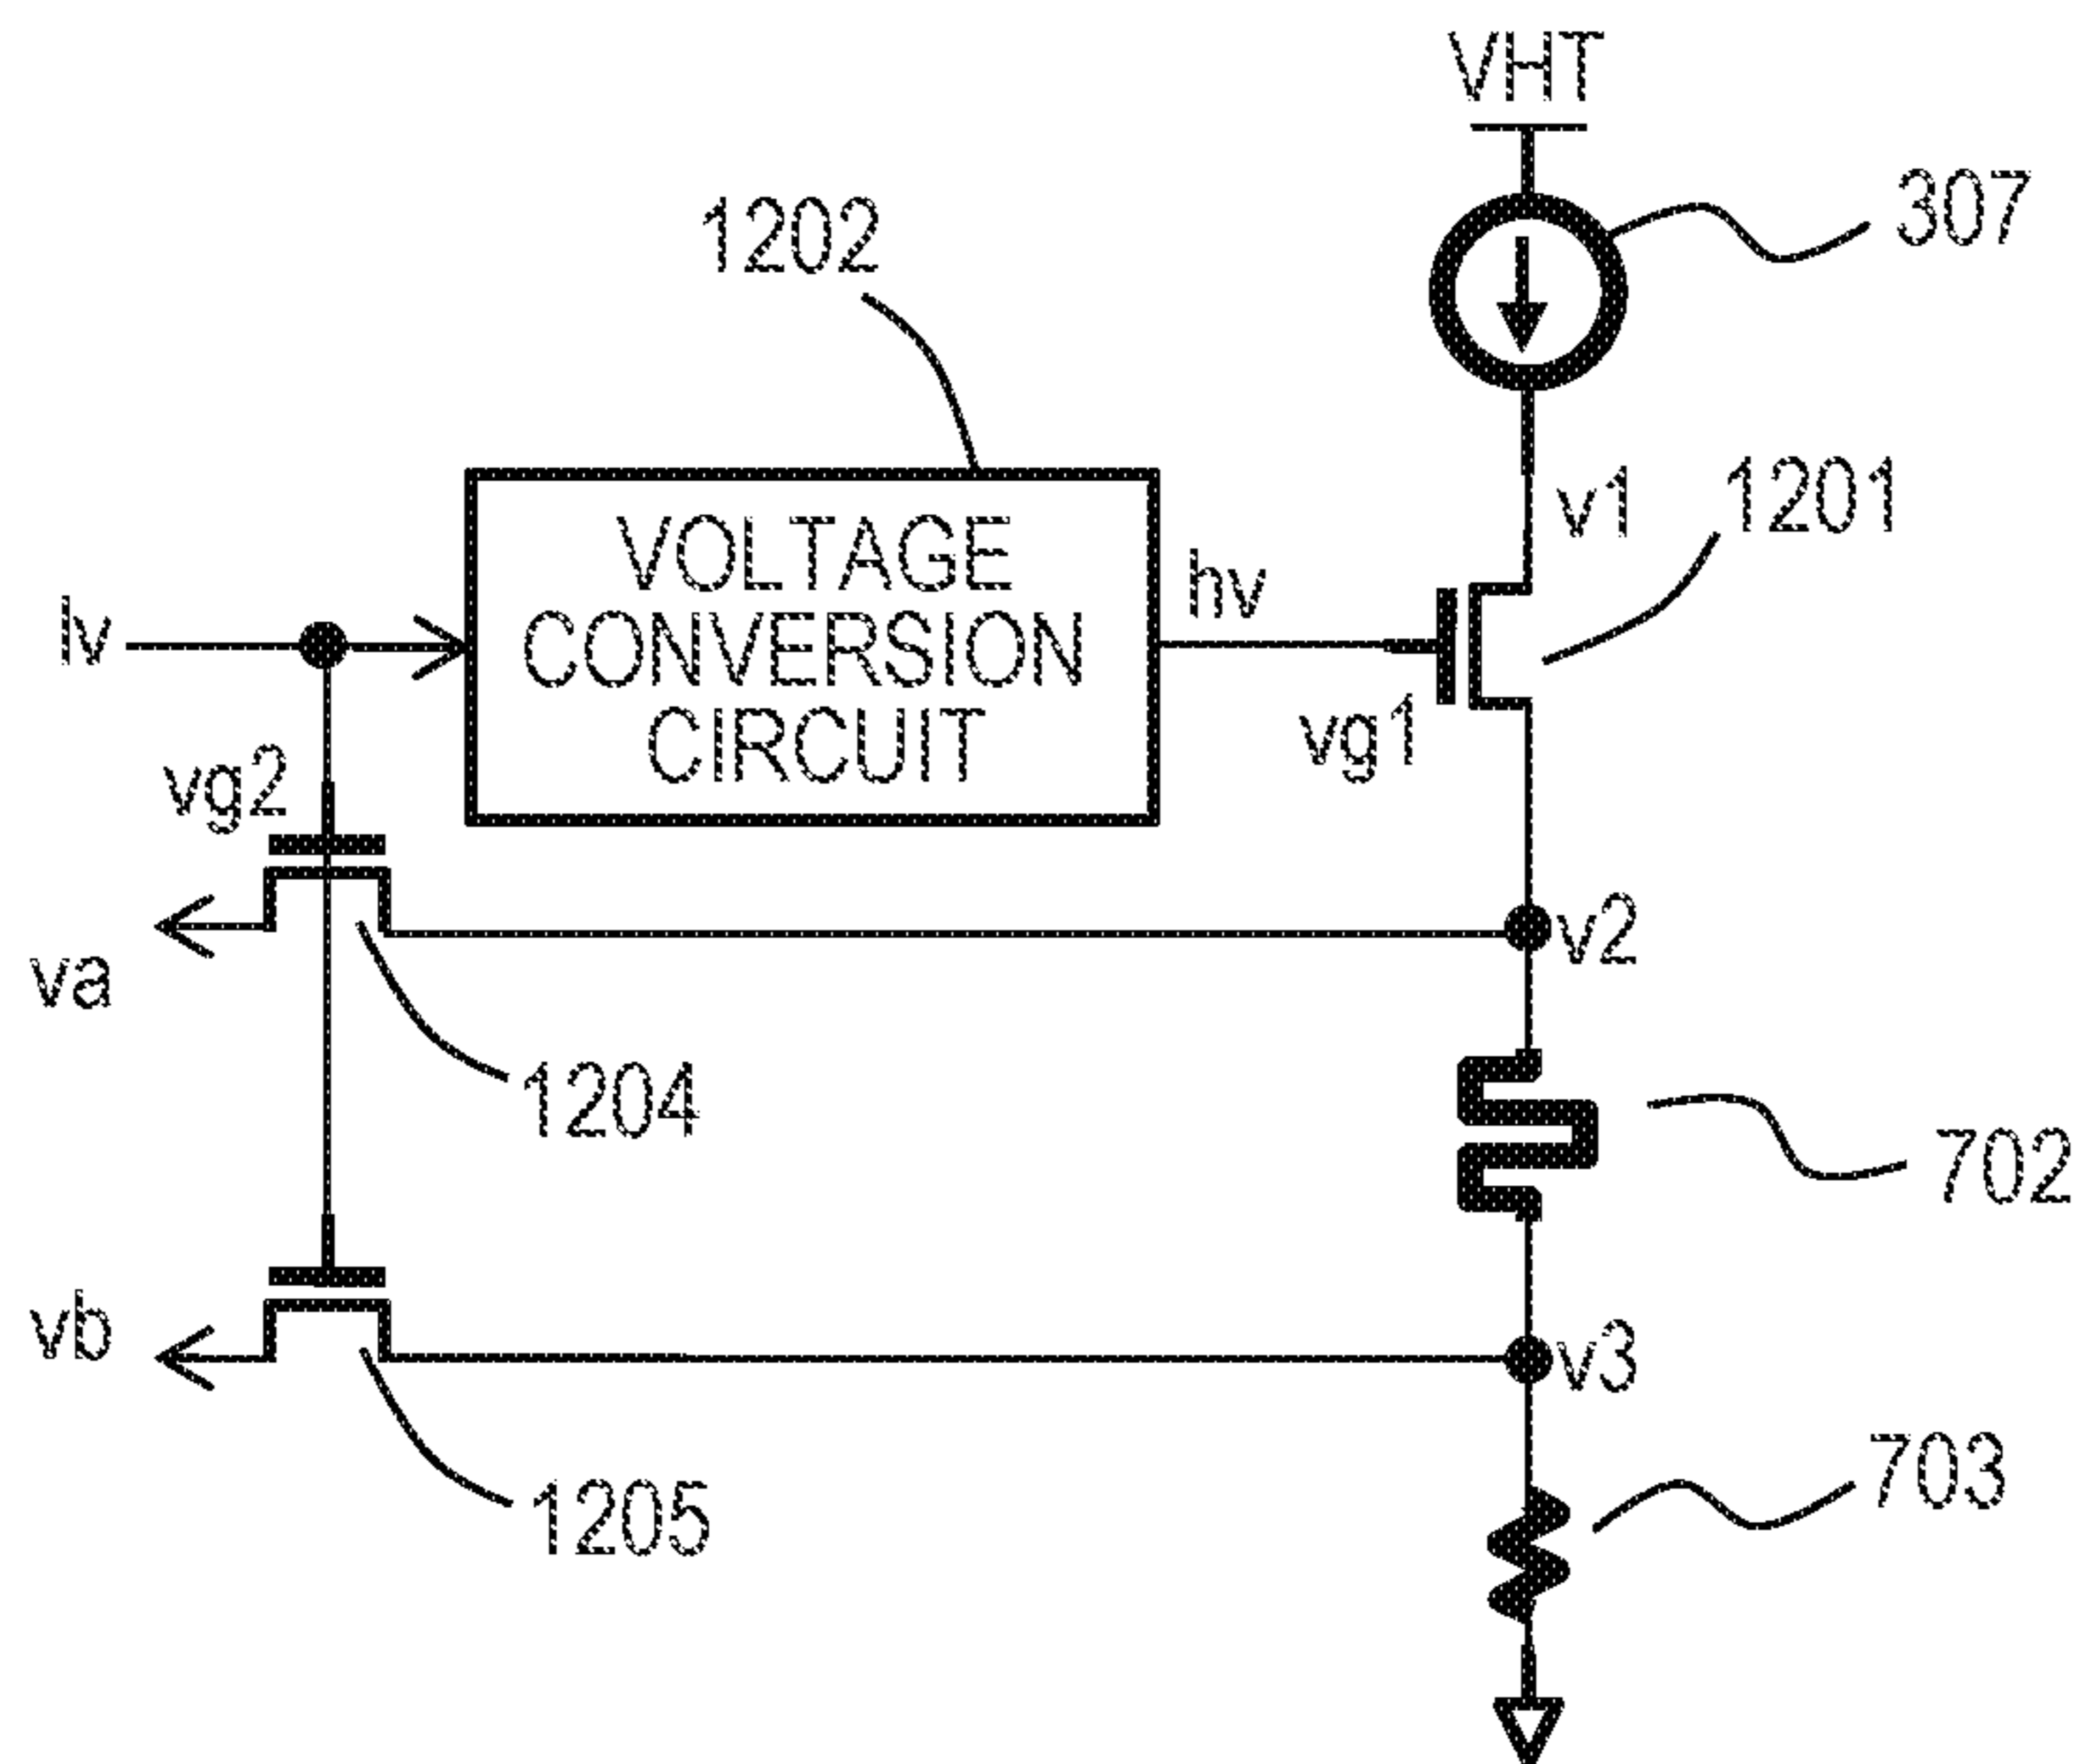 VHT
307
1202
v1
1201
VOLTAGE
CONVERSION
CIRCUIT
hv
lv
vg1
vg2
v2
va
1204
702
vb
v3
703
1205